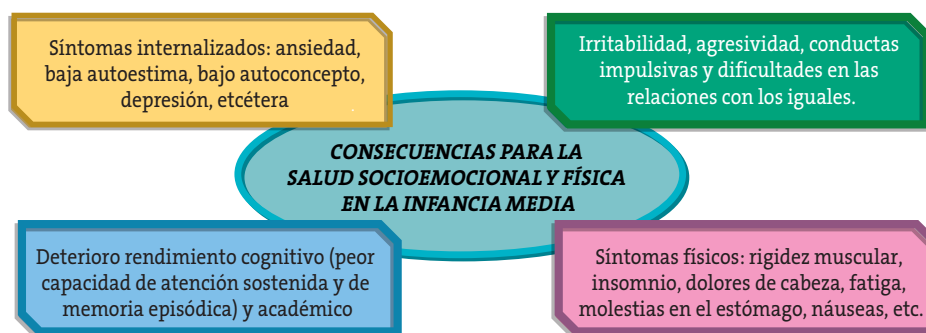 Síntomas internalizados: ansiedad,
baja autoestima, bajo autoconcepto,
depresión, etcétera
Irritabilidad, agresividad, conductas
impulsivas y dificultades en las
relaciones con los iguales.
CONSECUENCIAS PARA LA
SALUD SOCIOEMOCIONAL Y FÍSICA
EN LA INFANCIA MEDIA
Deterioro rendimiento cognitivo (peor
capacidad de atención sostenida y de
memoria episódica) y académico
Síntomas físicos: rigidez muscular,
insomnio, dolores de cabeza, fatiga,
molestias en el estómago, náuseas, etc.